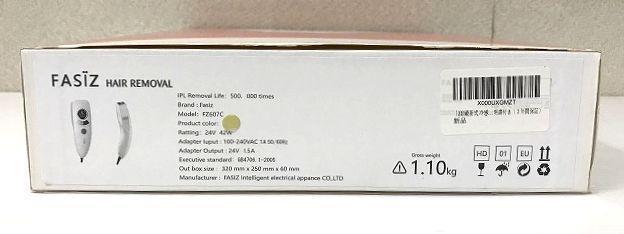 FASÏZ HAIR REMOVAL
IPL Removal Life: 500, 000 times
Brand : Fasiz
Model: FZ607C
Product color:
Ratting: 24V 42W
Adapter Iuput : 100-240VAC 1A 50/60Hz
Adapter Output : 24V 1.5A
Executive standard : GB4706. 1-2005
Out box size : 320 mm x 250 mm x 60 mm
Manufacturer : FASIZ Intelligent electrical appance CO.,LTD
X000UXGMZT
新品
Gross weight
1.10kg
HD 01 EU